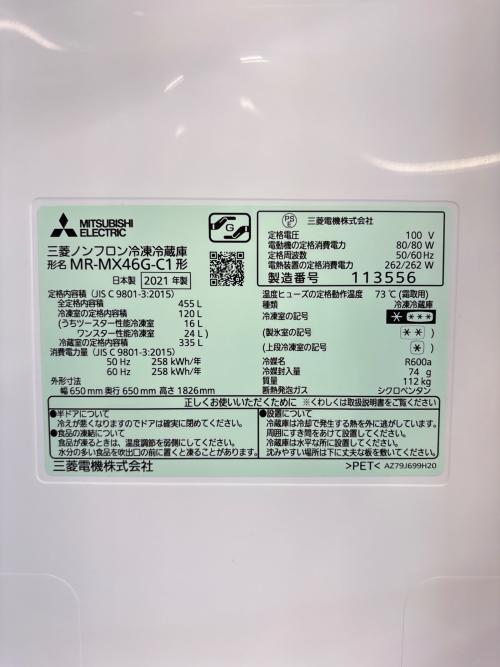 MITSUBISHI
ELECTRIC
G
三菱ノンフロン冷凍冷蔵庫
形名 MR-MX46G-C1形
日本製 2021年製
定格内容積(JIS C 9801-3:2015)
全定格内容積 455 L
冷凍室の定格内容積 120 L
(うちツースター性能冷凍室 16 L
ワンスター性能冷凍室 24 L)
冷蔵室の定格内容積 335 L
消費電力量(JIS C 9801-3:2015)
50 Hz 258 kWh/年
60 Hz 258 kWh/年
外形寸法
幅 650 mm 奥行 650 mm 高さ 1826 mm
PS
E
三菱電機株式会社
定格電圧 100 V
電動機の定格消費電力 80/80 W
定格周波数 50/60 Hz
電熱装置の定格消費電力 262/262 W
製造番号 113556
温度ヒューズの定格動作温度 73℃(霜取用)
種類 冷凍冷蔵庫
冷凍室の記号 * ***
(製氷室の記号 **)
(上段冷凍室の記号 *)
冷媒名 R600a
冷媒封入量 74 g
質量 112 kg
断熱発泡ガス シクロペンタン
正しくお使いいただくために ※くわしくは取扱説明書をご覧ください
●半ドアについて
冷えが悪くなりますのでドアは確実に閉めてください。
●食品の凍結について
食品が凍るときは、温度調節を弱側にしてください。
水分の多い食品を吹出口の前に置くと凍ることがあります。
●設置について
冷蔵庫は冷却で発生する熱を外に逃がしています。
周囲にすき間をあけて設置してください。
冷蔵庫は水平な所に設置してください。
沈みやすい場所は下に丈夫な板を敷いてください。
三菱電機株式会社
>PET< AZ79J699H20